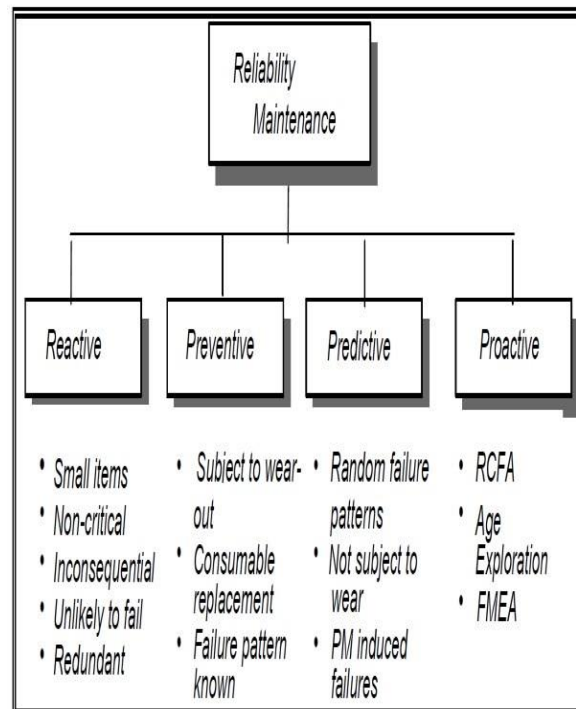 Reliability
Maintenance
Reactive
Preventive
Predictive
Proactive
• Small items
• Non-critical
• Inconsequential
• Unlikely to fail
• Redundant
• Subject to wear-
out
• Consumable
replacement
• Failure pattern
known
• Random failure
patterns
• Not subject to
wear
• PM induced
failures
• RCFA
• Age
Exploration
• FMEA